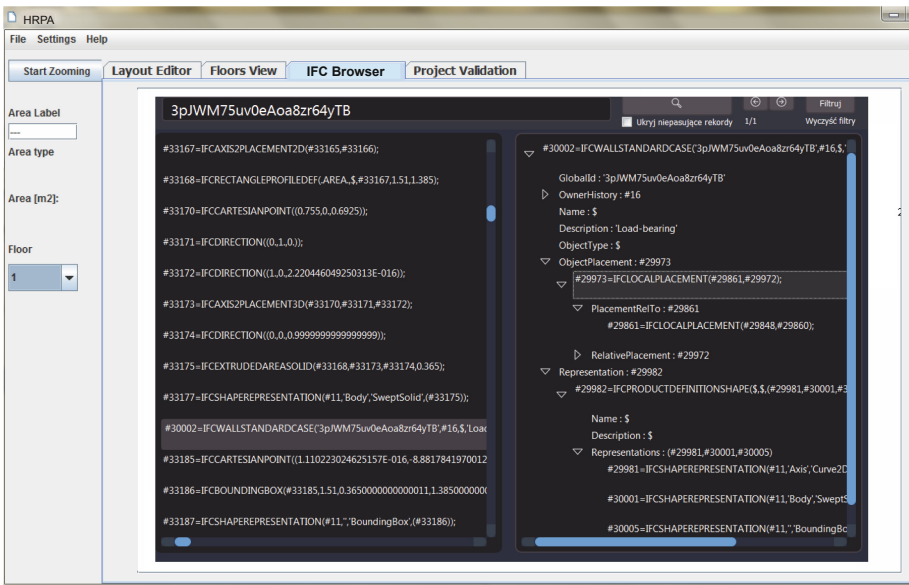 HRPA
File Settings Help
Start Zooming
Layout Editor
Floors View
IFC Browser
Project Validation
Area Label
---
Area type
Area [m2]:
Floor
1
3pJWM75uv0eAoa8zr64yTB
Ukryj niepasujące rekordy
1/1
Filtruj
Wyczyść filtry
#33167=IFCAXIS2PLACEMENT2D(#33165,#33166);
#33168=IFCRECTANGLEPROFILEDEF(.AREA.,$,#33167,1.51,1.385);
#33170=IFCCARTESIANPOINT((0.755,0.,0.6925));
#33171=IFCDIRECTION((0.,1.,0.));
#33172=IFCDIRECTION((1.,0.,2.220446049250313E-016));
#33173=IFCAXIS2PLACEMENT3D(#33170,#33171,#33172);
#33174=IFCDIRECTION((0.,0.,0.9999999999999999));
#33175=IFCEXTRUDEDAREASOLID(#33168,#33173,#33174,0.365);
#33177=IFCSHAPEREPRESENTATION(#11,'Body','SweptSolid',(#33175));
#30002=IFCWALLSTANDARDCASE('3pJWM75uv0eAoa8zr64yTB',#16,$,'Load
#33185=IFCCARTESIANPOINT((1.110223024625157E-016,-8.8817841970012
#33186=IFCBOUNDINGBOX(#33185,1.51,0.3650000000000011,1.3850000000
#33187=IFCSHAPEREPRESENTATION(#11,'','BoundingBox',(#33186));
#30002=IFCWALLSTANDARDCASE('3pJWM75uv0eAoa8zr64yTB',#16,$,'
GlobalId : '3pJWM75uv0eAoa8zr64yTB'
OwnerHistory : #16
Name : $
Description : 'Load-bearing'
ObjectType : $
ObjectPlacement : #29973
#29973=IFCLOCALPLACEMENT(#29861,#29972);
PlacementRelTo : #29861
#29861=IFCLOCALPLACEMENT(#29848,#29860);
RelativePlacement : #29972
Representation : #29982
#29982=IFCPRODUCTDEFINITIONSHAPE($,$,(#29981,#30001,#3
Name : $
Description : $
Representations : (#29981,#30001,#30005)
#29981=IFCSHAPEREPRESENTATION(#11,'Axis','Curve2D
#30001=IFCSHAPEREPRESENTATION(#11,'Body','SweptS
#30005=IFCSHAPEREPRESENTATION(#11,'','BoundingBo